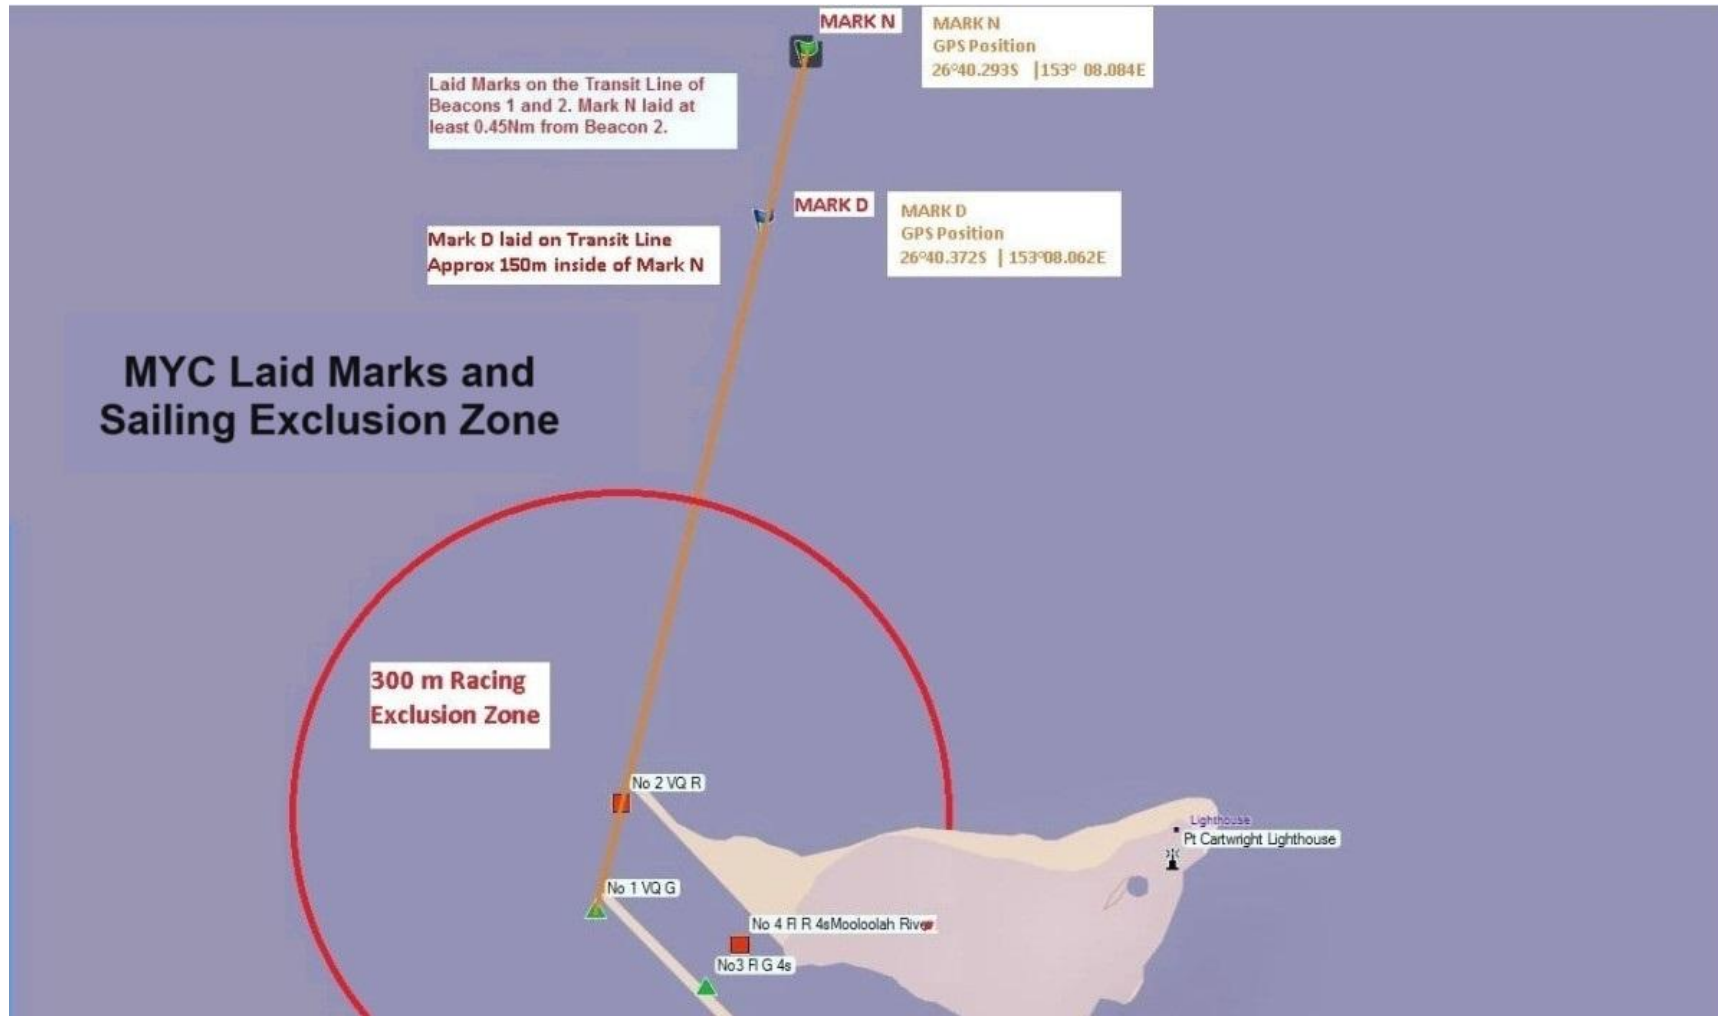 MARK N
MARK N
GPS Position
26°40.293S |153° 08.084E
Laid Marks on the Transit Line of
Beacons 1 and 2. Mark N laid at
least 0.45Nm from Beacon 2.
MARK D
MARK D
GPS Position
26°40.372S | 153°08.062E
Mark D laid on Transit Line
Approx 150m inside of Mark N
MYC Laid Marks and
Sailing Exclusion Zone
300 m Racing
Exclusion Zone
No 2 VQ R
Lighthouse
Pt Cartwright Lighthouse
No 1 VQ G
No 4 Fl R 4sMooloolah River
No3 Fl G 4s